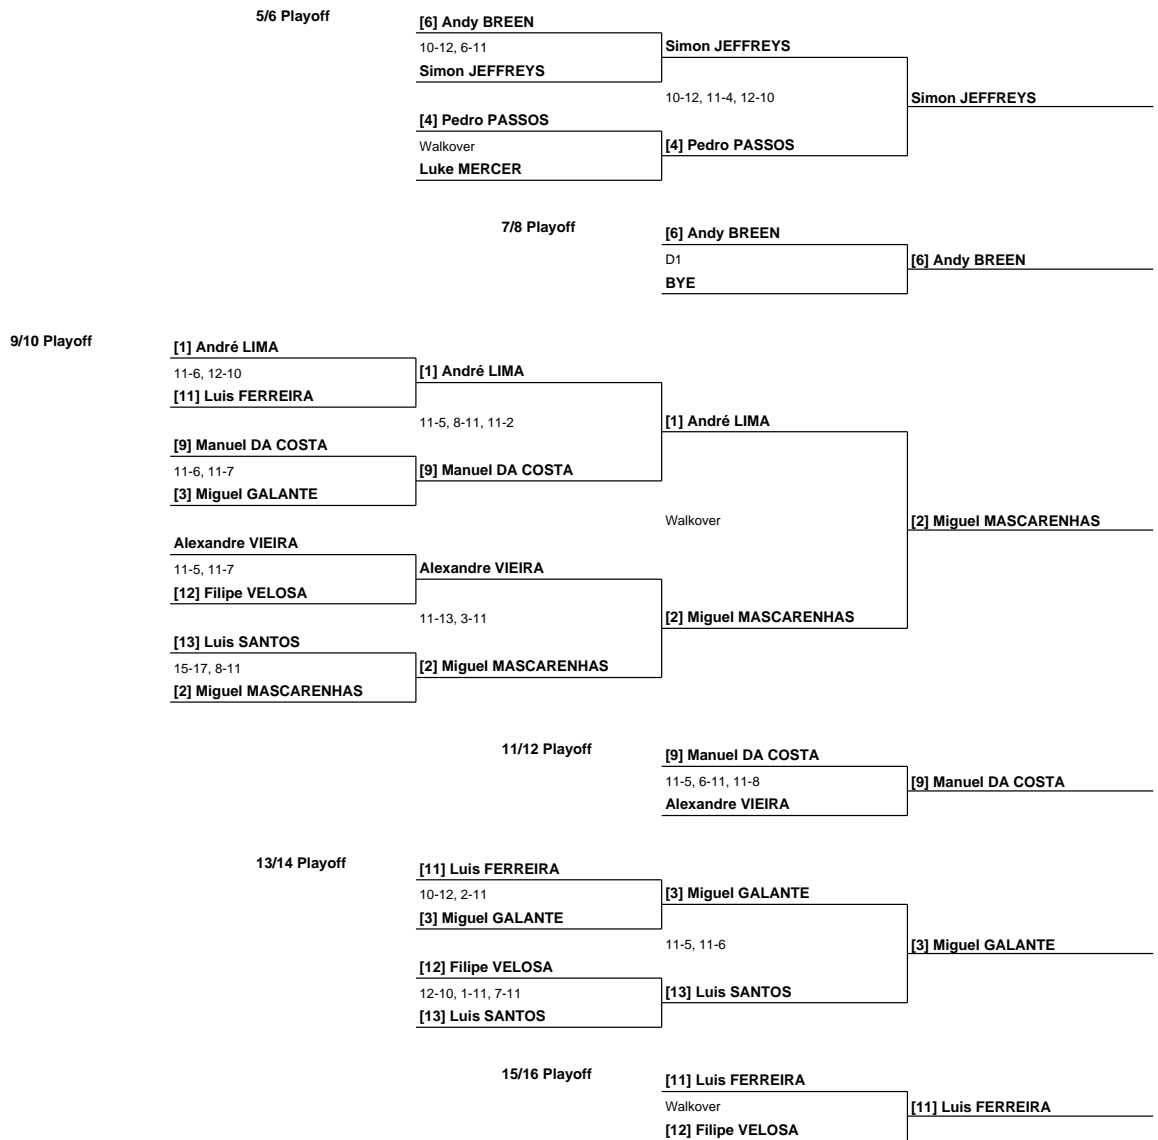 5/6 Playoff
[6] Andy BREEN
10-12, 6-11
Simon JEFFREYS
Simon JEFFREYS
10-12, 11-4, 12-10
Simon JEFFREYS
[4] Pedro PASSOS
Walkover
[4] Pedro PASSOS
Luke MERCER
7/8 Playoff
[6] Andy BREEN
D1
[6] Andy BREEN
BYE
9/10 Playoff
[1] André LIMA
11-6, 12-10
[1] André LIMA
[11] Luis FERREIRA
11-5, 8-11, 11-2
[1] André LIMA
[9] Manuel DA COSTA
11-6, 11-7
[9] Manuel DA COSTA
[3] Miguel GALANTE
Walkover
[2] Miguel MASCARENHAS
Alexandre VIEIRA
11-5, 11-7
Alexandre VIEIRA
[12] Filipe VELOSA
11-13, 3-11
[2] Miguel MASCARENHAS
[13] Luis SANTOS
15-17, 8-11
[2] Miguel MASCARENHAS
[2] Miguel MASCARENHAS
11/12 Playoff
[9] Manuel DA COSTA
11-5, 6-11, 11-8
[9] Manuel DA COSTA
Alexandre VIEIRA
13/14 Playoff
[11] Luis FERREIRA
10-12, 2-11
[3] Miguel GALANTE
[3] Miguel GALANTE
11-5, 11-6
[3] Miguel GALANTE
[12] Filipe VELOSA
12-10, 1-11, 7-11
[13] Luis SANTOS
[13] Luis SANTOS
15/16 Playoff
[11] Luis FERREIRA
Walkover
[11] Luis FERREIRA
[12] Filipe VELOSA